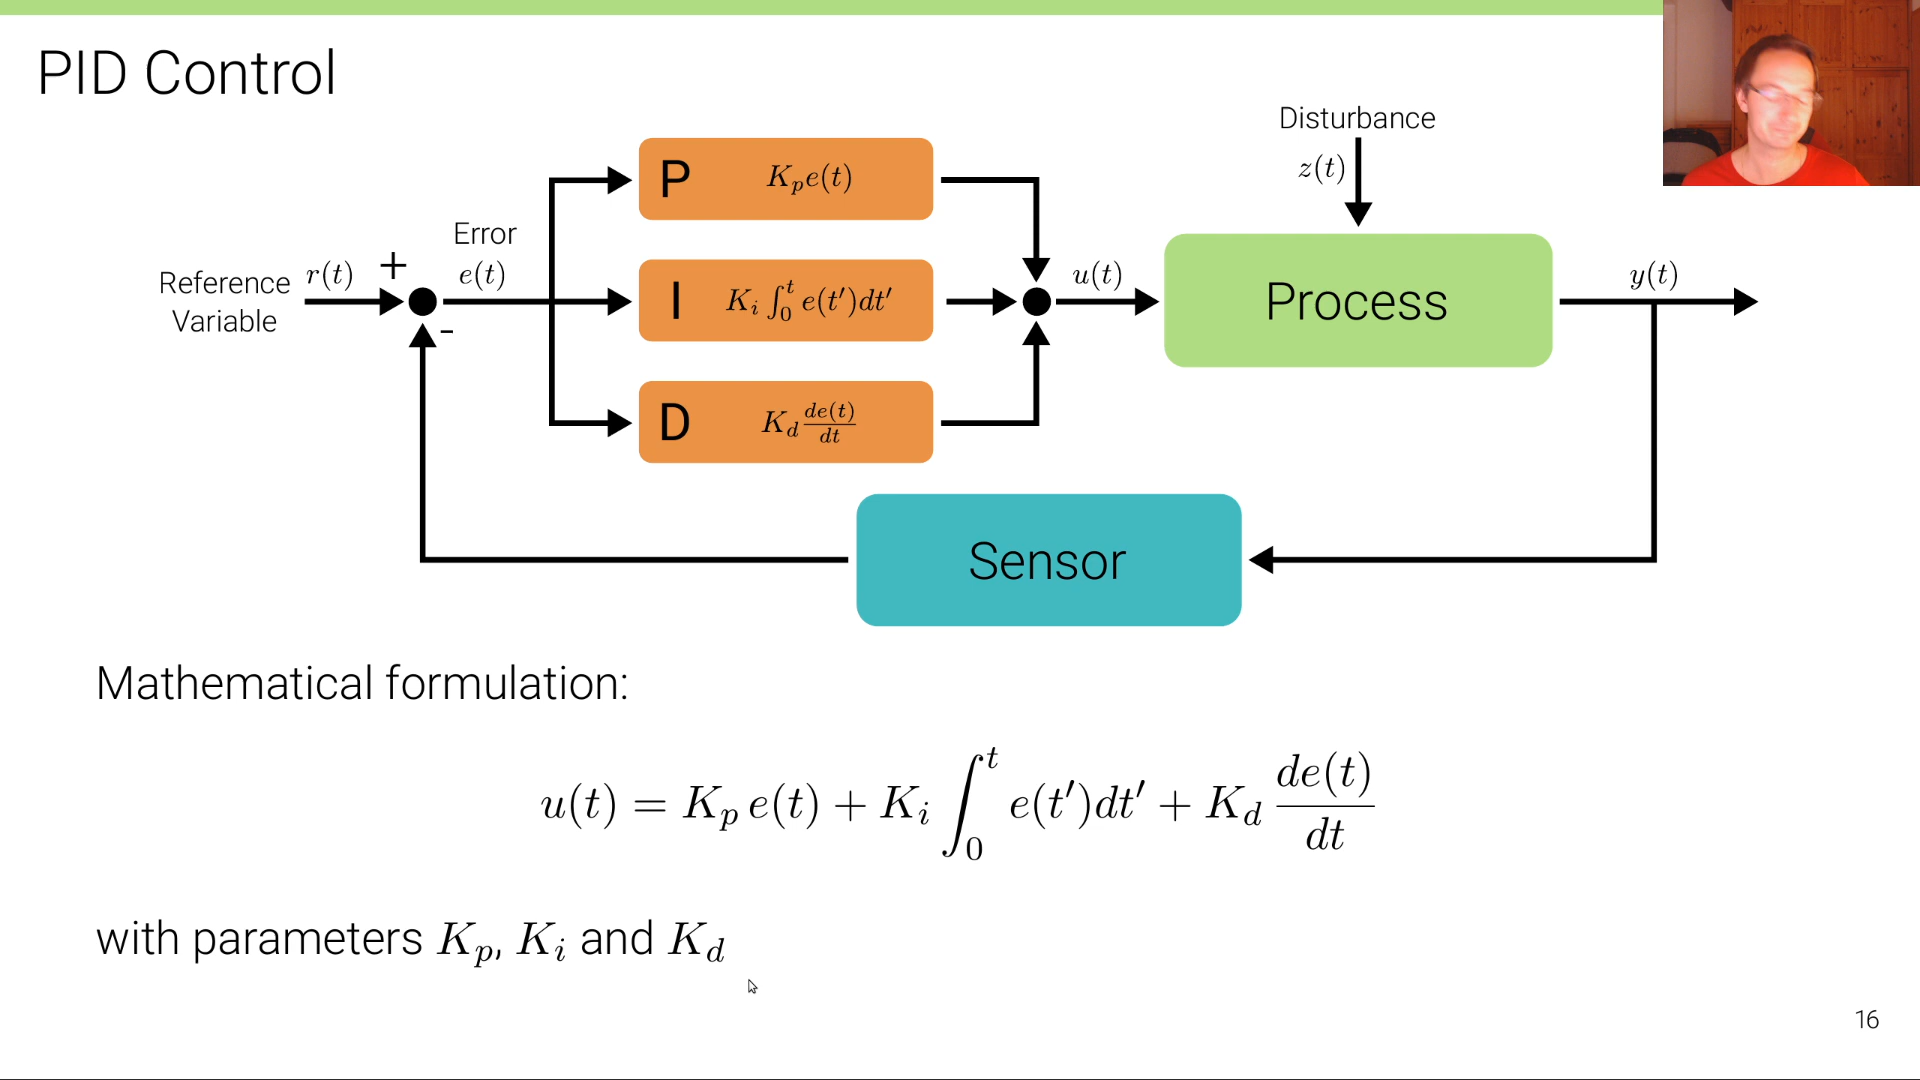 PID Control
Disturbance
z(t)
P K_p e(t)
Error
e(t)
Reference
Variable
r(t)
+
-
I K_i ∫_0^t e(t′)dt′
u(t)
Process
y(t)
D K_d de(t)/dt
Sensor
Mathematical formulation:
u(t) = K_p e(t) + K_i ∫_0^t e(t′)dt′ + K_d de(t)/dt
with parameters K_p, K_i and K_d
16